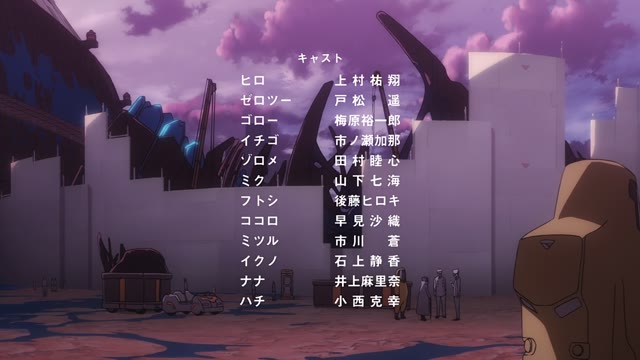 キャスト
ヒロ 上村祐翔
ゼロツー 戸松 遥
ゴロー 梅原裕一郎
イチゴ 市ノ瀬加那
ゾロメ 田村睦心
ミク 山下七海
フトシ 後藤ヒロキ
ココロ 早見沙織
ミツル 市川 蒼
イクノ 石上静香
ナナ 井上麻里奈
ハチ 小西克幸